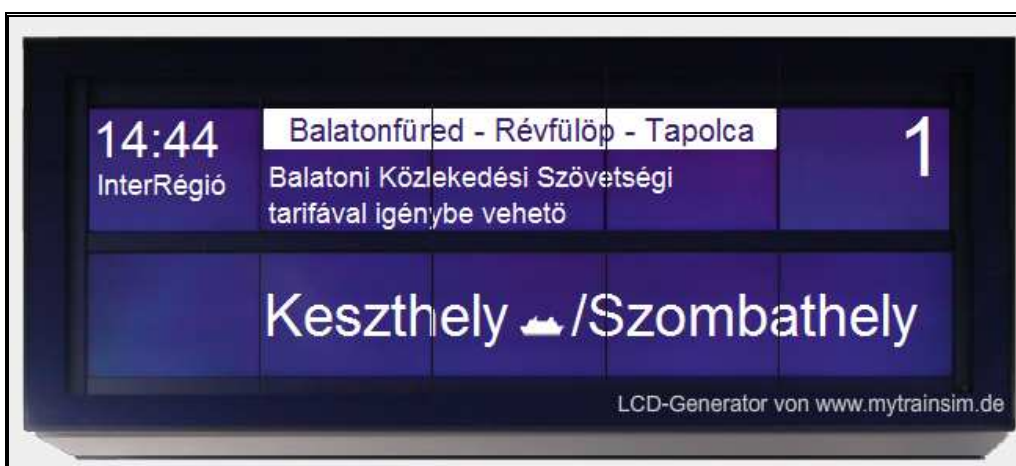 14:44
InterRégió
Balatonfüred - Révfülöp - Tapolca
Balatoni Közlekedési Szövetségi
tarifával igénybe vehetö
1
Keszthely /Szombathely
LCD-Generator von www.mytrainsim.de